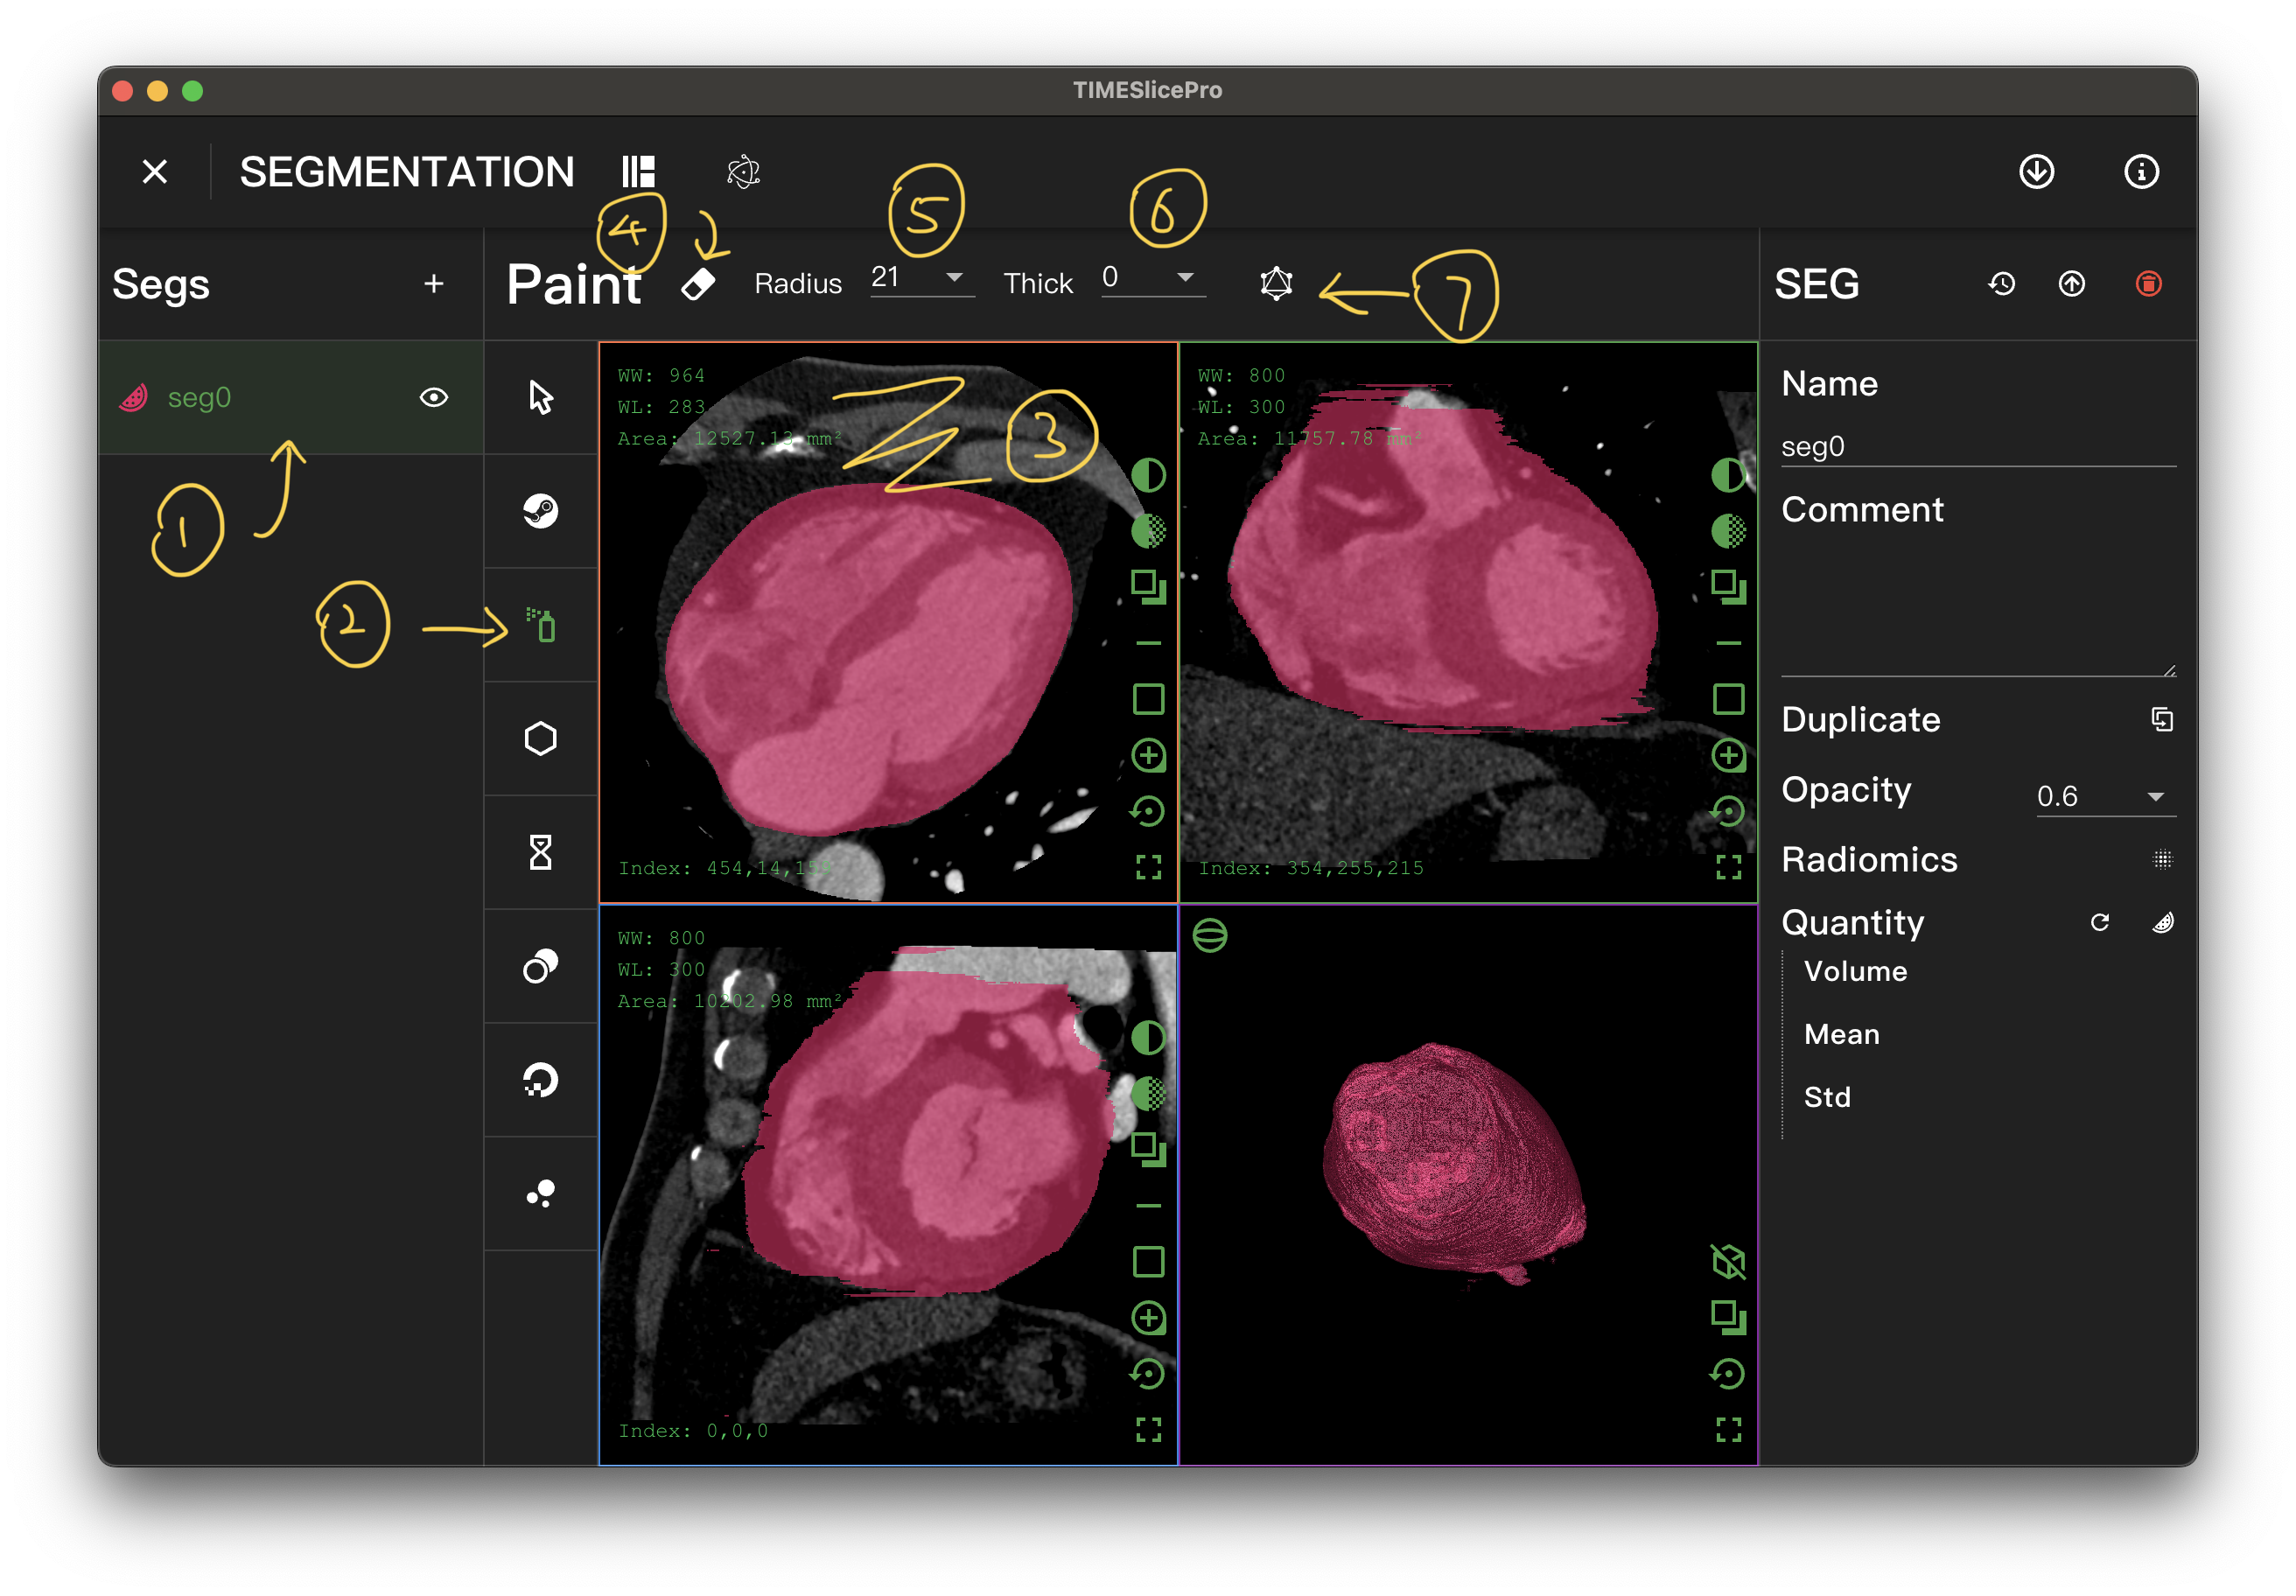 TIMESlicePro
SEGMENTATION
4
5
6
7
Segs
Paint
Radius
21
Thick
0
SEG
seg0
1
2
3
WW: 964
WL: 283
Area: 12527.13 mm²
Index: 454,14,15
WW: 800
WL: 300
Area: 11757.78 mm²
Index: 354,255,215
WW: 800
WL: 300
Area: 10202.98 mm²
Index: 0,0,0
Name
seg0
Comment
Duplicate
Opacity
0.6
Radiomics
Quantity
Volume
Mean
Std